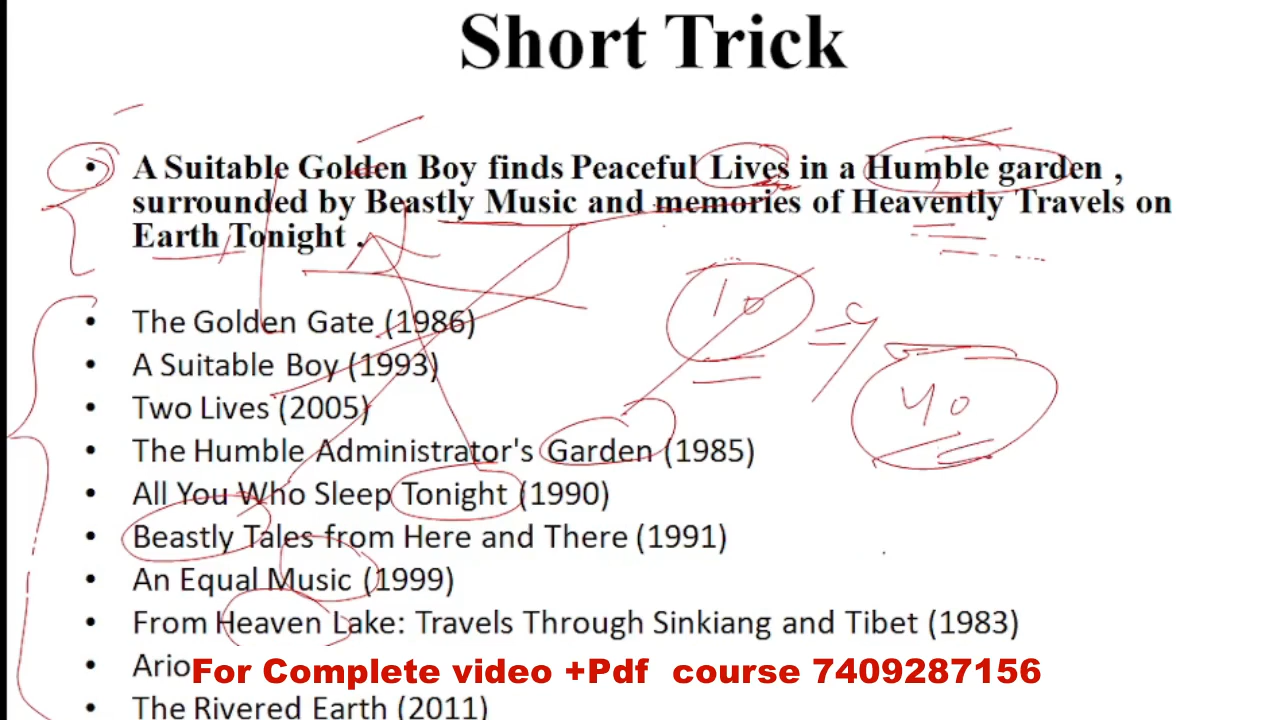 Short Trick
• A Suitable Golden Boy finds Peaceful Lives in a Humble garden ,
surrounded by Beastly Music and memories of Heavently Travels on
Earth Tonight .
• The Golden Gate (1986)
• A Suitable Boy (1993)
• Two Lives (2005)
• The Humble Administrator's Garden (1985)
• All You Who Sleep Tonight (1990)
• Beastly Tales from Here and There (1991)
• An Equal Music (1999)
• From Heaven Lake: Travels Through Sinkiang and Tibet (1983)
• Ario
For Complete video +Pdf course 7409287156
• The Rivered Earth (2011)
10
40